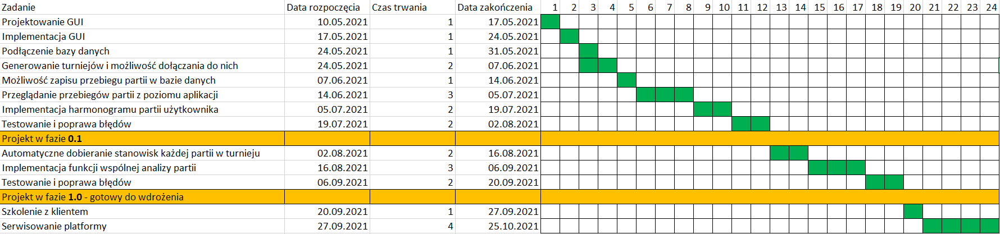 Zadanie Data rozpoczęcia Czas trwania Data zakończenia 1 2 3 4 5 6 7 8 9 10 11 12 13 14 15 16 17 18 19 20 21 22 23 24
Projektowanie GUI 10.05.2021 1 17.05.2021
Implementacja GUI 17.05.2021 1 24.05.2021
Podłączenie bazy danych 24.05.2021 1 31.05.2021
Generowanie turniejów i możliwość dołączania do nich 24.05.2021 2 07.06.2021
Możliwość zapisu przebiegu partii w bazie danych 07.06.2021 1 14.06.2021
Przeglądanie przebiegów partii z poziomu aplikacji 14.06.2021 3 05.07.2021
Implementacja harmonogramu partii użytkownika 05.07.2021 2 19.07.2021
Testowanie i poprawa błędów 19.07.2021 2 02.08.2021
Projekt w fazie 0.1
Automatyczne dobieranie stanowisk każdej partii w turnieju 02.08.2021 2 16.08.2021
Implementacja funkcji wspólnej analizy partii 16.08.2021 3 06.09.2021
Testowanie i poprawa błędów 06.09.2021 2 20.09.2021
Projekt w fazie 1.0 - gotowy do wdrożenia
Szkolenie z klientem 20.09.2021 1 27.09.2021
Serwisowanie platformy 27.09.2021 4 25.10.2021